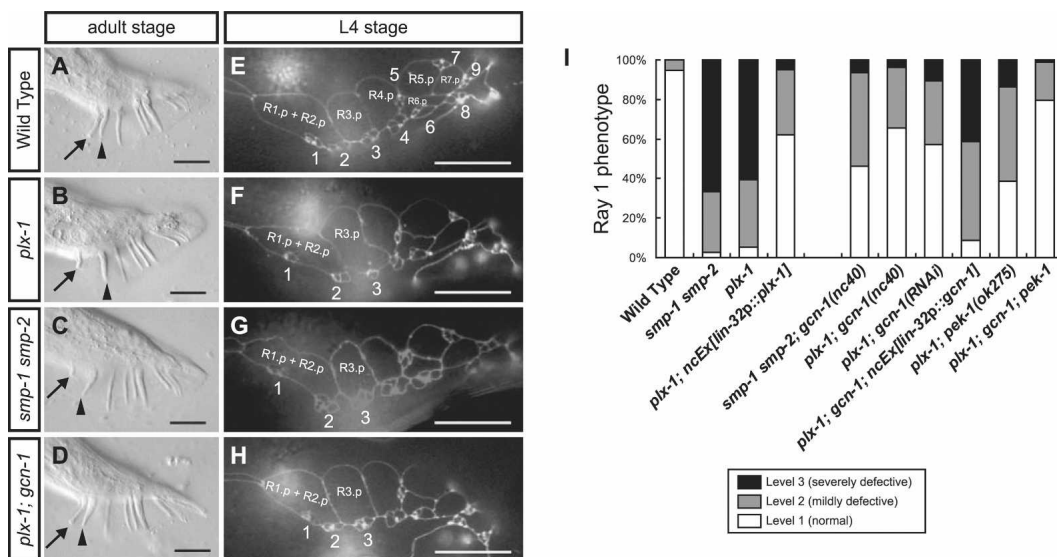 adult stage
L4 stage
Wild Type
A
E
R1.p + R2.p
R3.p
R4.p
R5.p
R6.p
R7.p
1
2
3
4
5
6
7
8
9
plx-1
B
F
R1.p + R2.p
R3.p
1
2
3
smp-1 smp-2
C
G
R1.p + R2.p
R3.p
1
2
3
plx-1; gcn-1
D
H
R1.p + R2.p
R3.p
1
2
3
I
Ray 1 phenotype
100%
80%
60%
40%
20%
0%
Wild Type
smp-1 smp-2
plx-1
plx-1; ncEx[lin-32p::plx-1]
smp-1 smp-2; gcn-1(nc40)
plx-1; gcn-1(nc40)
plx-1; gcn-1(RNAi)
plx-1; gcn-1; ncEx[lin-32p::gcn-1]
plx-1; pek-1(ok275)
plx-1; gcn-1; pek-1
Level 3 (severely defective)
Level 2 (mildly defective)
Level 1 (normal)